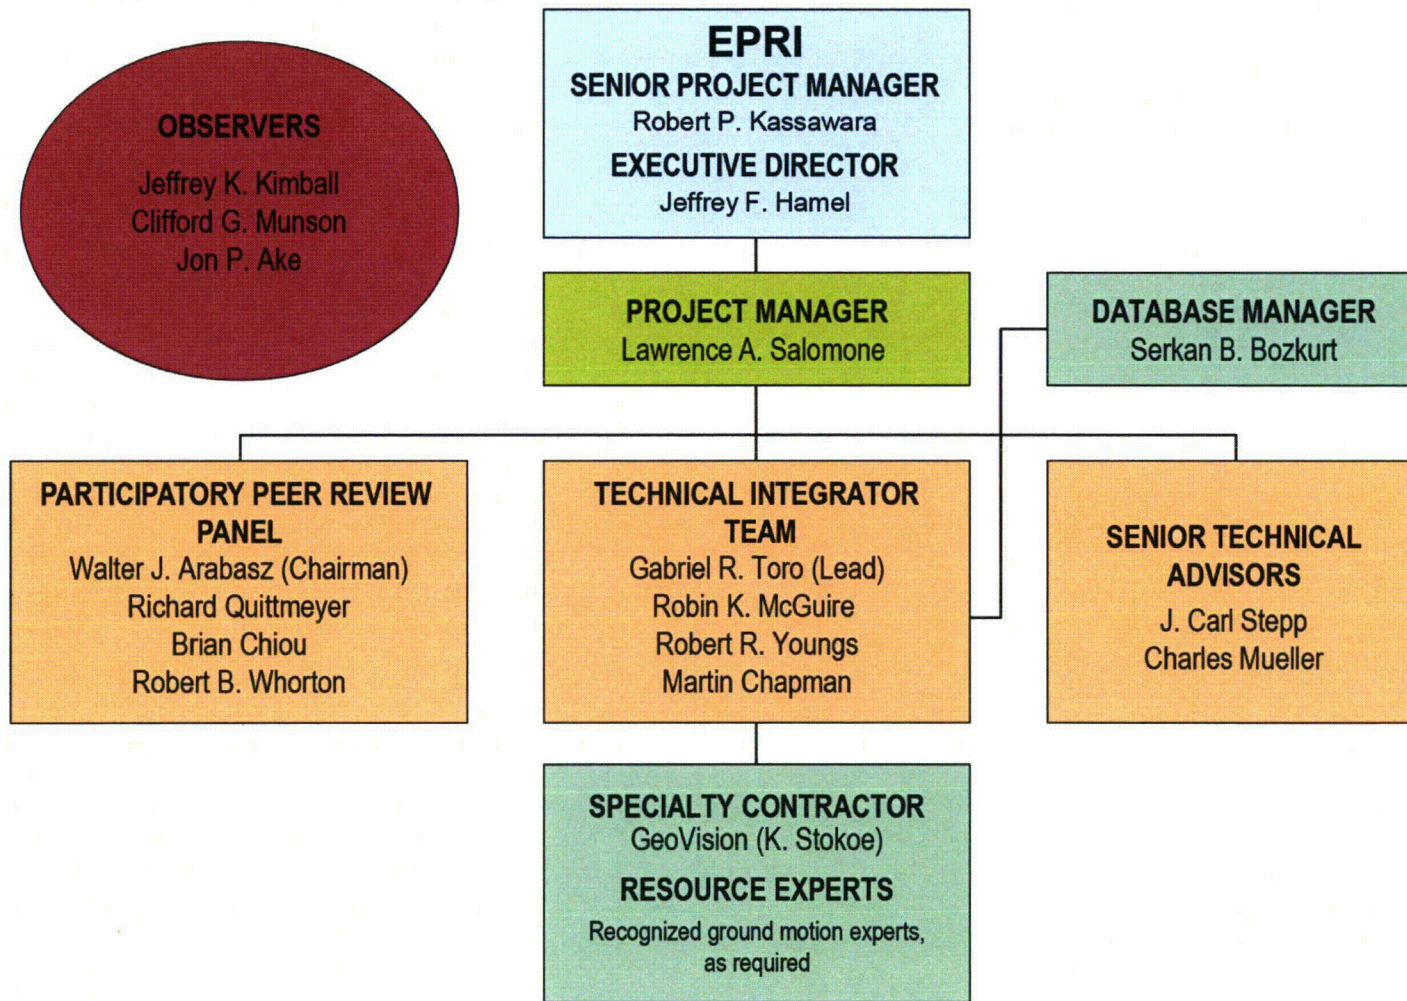 EPRI
SENIOR PROJECT MANAGER
Robert P. Kassawara
EXECUTIVE DIRECTOR
Jeffrey F. Hamel
OBSERVERS
Jeffrey K. Kimball
Clifford G. Munson
Jon P. Ake
PROJECT MANAGER
Lawrence A. Salomone
DATABASE MANAGER
Serkan B. Bozkurt
PARTICIPATORY PEER REVIEW
PANEL
Walter J. Arabasz (Chairman)
Richard Quittmeyer
Brian Chiou
Robert B. Whorton
TECHNICAL INTEGRATOR
TEAM
Gabriel R. Toro (Lead)
Robin K. McGuire
Robert R. Youngs
Martin Chapman
SENIOR TECHNICAL
ADVISORS
J. Carl Stepp
Charles Mueller
SPECIALTY CONTRACTOR
GeoVision (K. Stokoe)
RESOURCE EXPERTS
Recognized ground motion experts,
as required